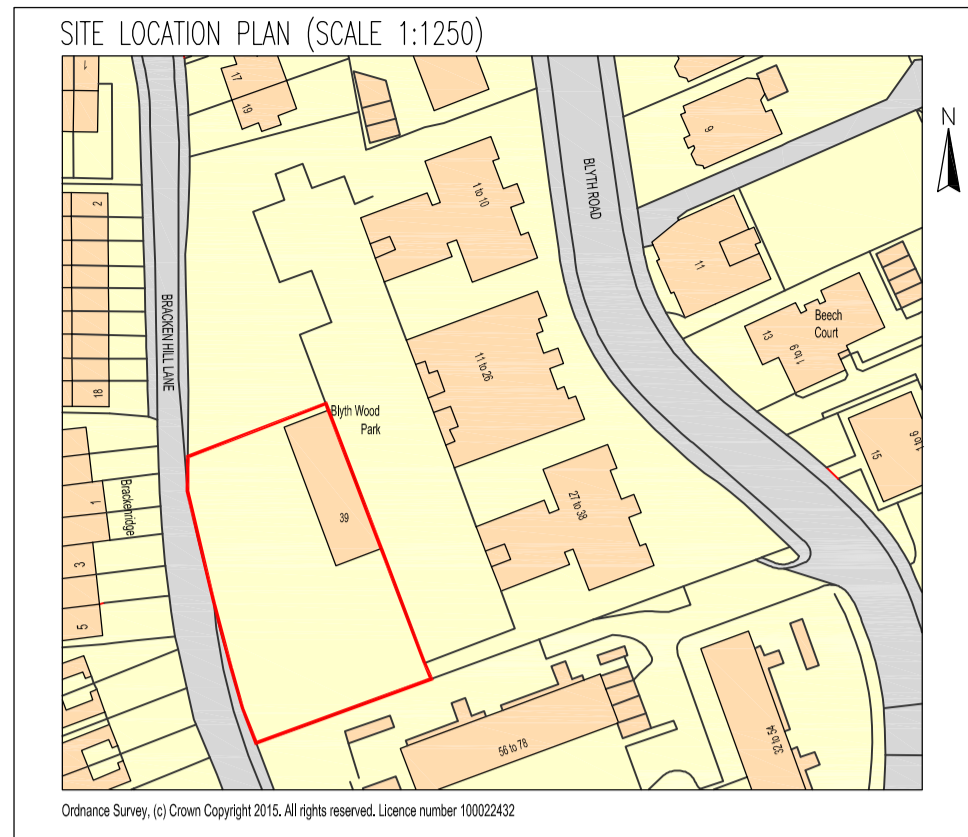 SITE LOCATION PLAN (SCALE 1:1250)
N
17
19
9
2
1 to 10
BLYTH ROAD
11
BRACKEN HILL LANE
Beech
Court
13
1 to 9
11 to 26
18
Blyth Wood
Park
15
1 to 6
Brackenridge
1
39
27 to 38
3
5
56 to 78
32 to 54
Ordnance Survey, (c) Crown Copyright 2015. All rights reserved. Licence number 100022432